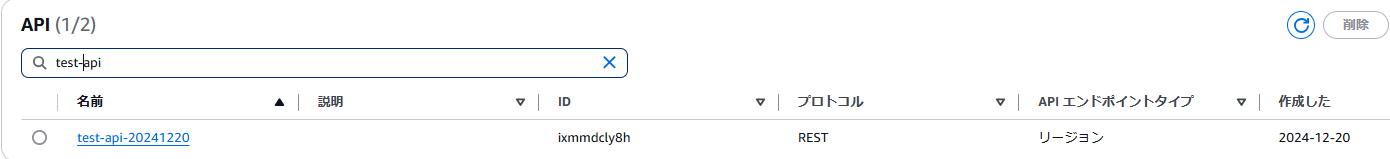 API (1/2)
削除
test-api
名前 説明 ID プロトコル API エンドポイントタイプ 作成した
test-api-20241220 ixmmdcly8h REST リージョン 2024-12-20